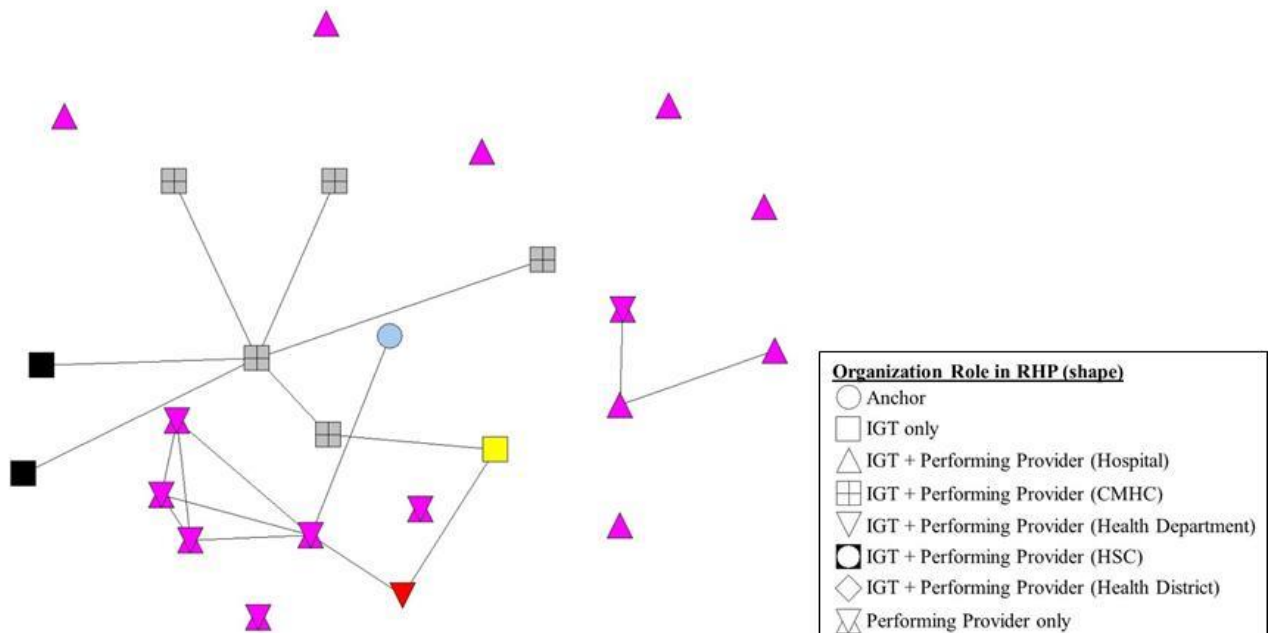 Organization Role in RHP (shape)
Anchor
IGT only
IGT + Performing Provider (Hospital)
IGT + Performing Provider (CMHC)
IGT + Performing Provider (Health Department)
IGT + Performing Provider (HSC)
IGT + Performing Provider (Health District)
Performing Provider only